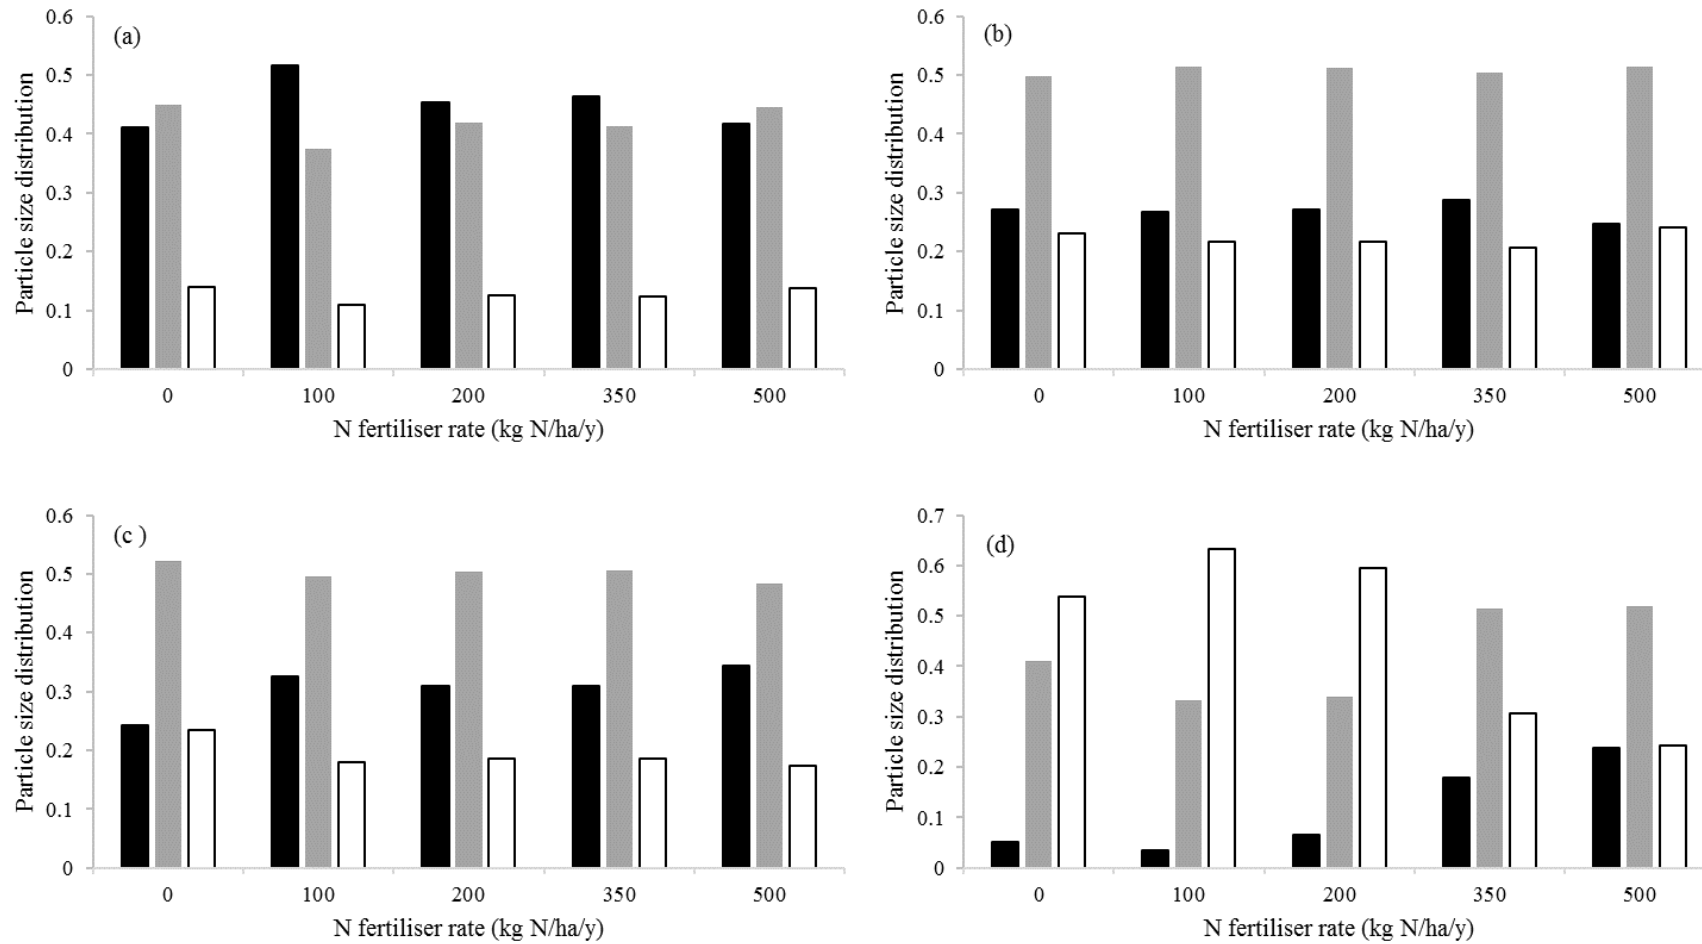 (a)
Particle size distribution
0.6
0.5
0.4
0.3
0.2
0.1
0
0 100 200 350 500
N fertiliser rate (kg N/ha/y)
(b)
Particle size distribution
0.6
0.5
0.4
0.3
0.2
0.1
0
0 100 200 350 500
N fertiliser rate (kg N/ha/y)
(c )
Particle size distribution
0.6
0.5
0.4
0.3
0.2
0.1
0
0 100 200 350 500
N fertiliser rate (kg N/ha/y)
(d)
Particle size distribution
0.7
0.6
0.5
0.4
0.3
0.2
0.1
0
0 100 200 350 500
N fertiliser rate (kg N/ha/y)